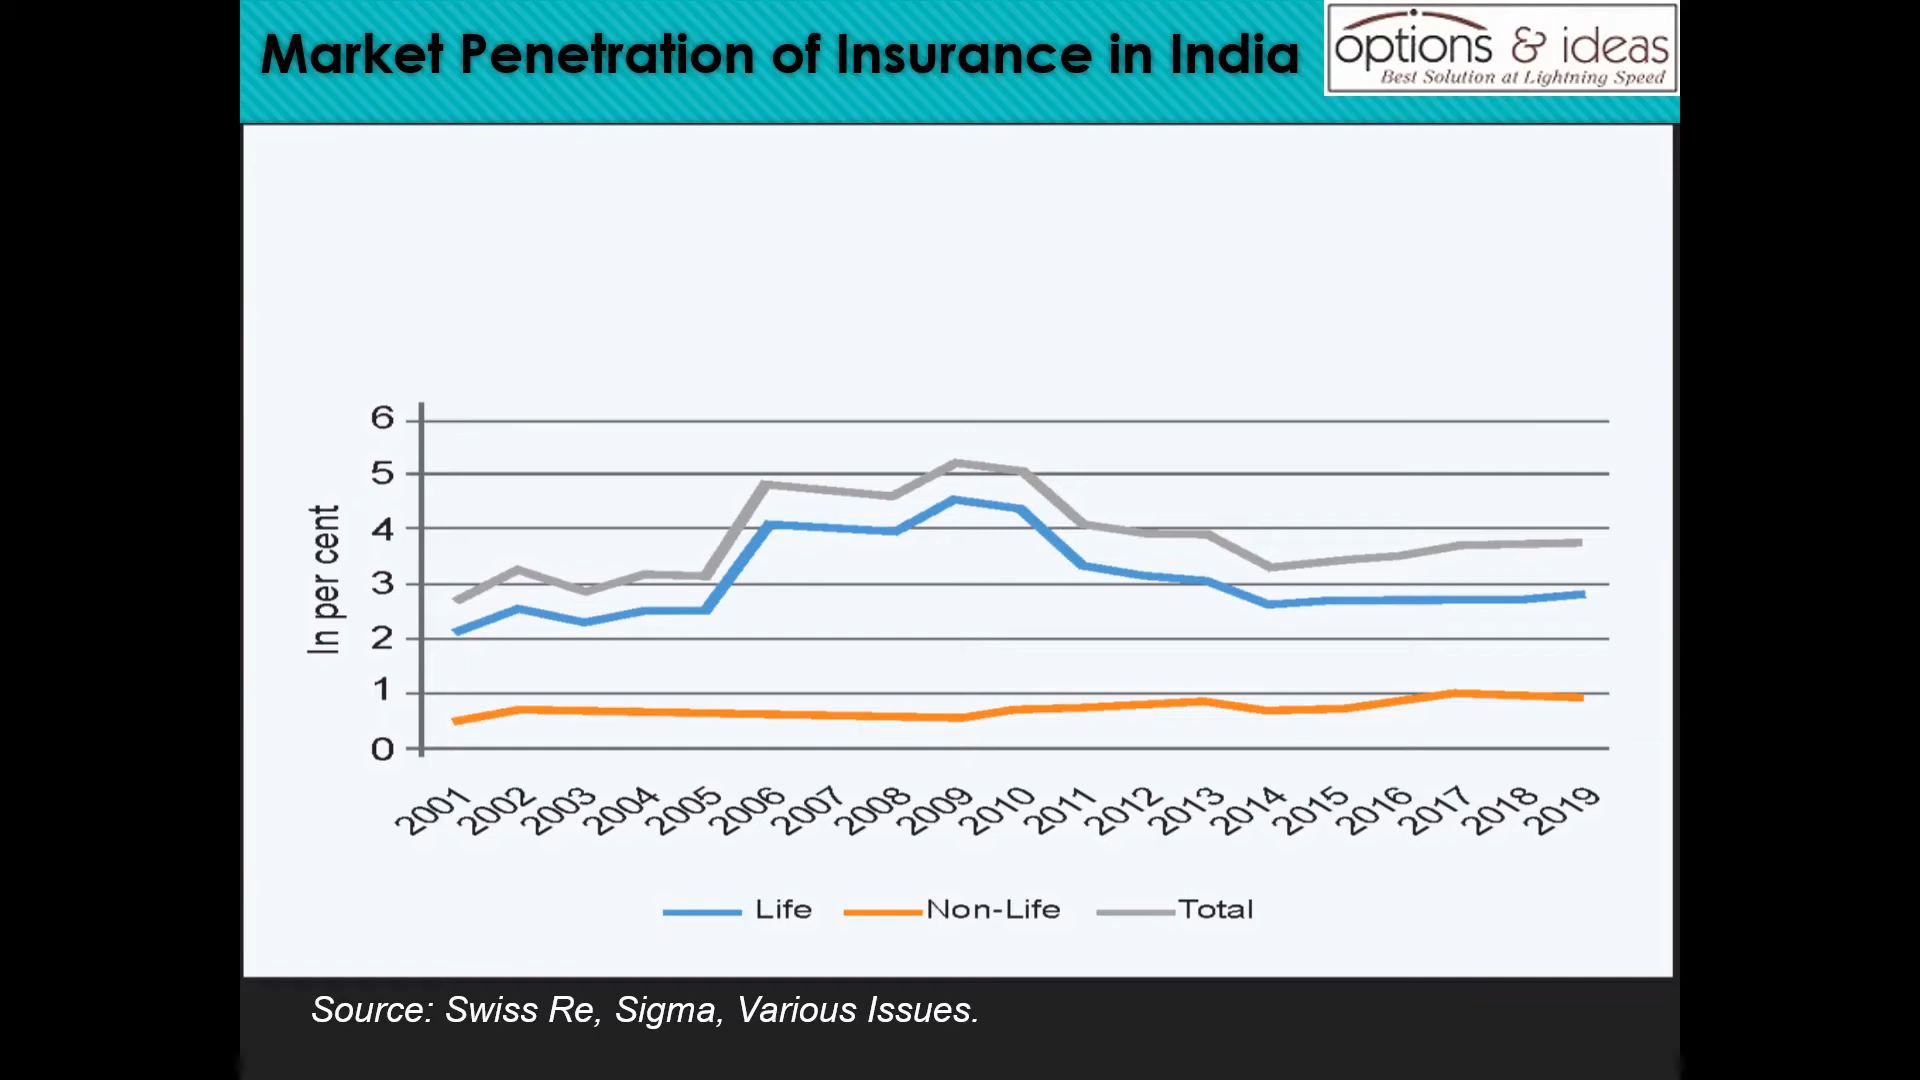 Market Penetration of Insurance in India
options & ideas
Best Solution at Lightning Speed
In per cent
6
5
4
3
2
1
0
2001 2002 2003 2004 2005 2006 2007 2008 2009 2010 2011 2012 2013 2014 2015 2016 2017 2018 2019
Life Non-Life Total
Source: Swiss Re, Sigma, Various Issues.